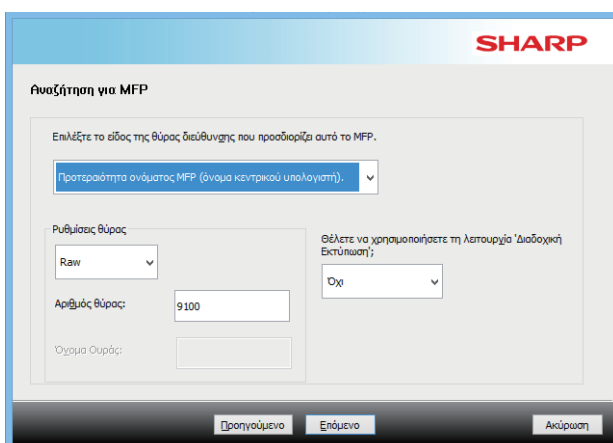 SHARP
Αναζήτηση για MFP
Επιλέξτε το είδος της θύρας διεύθυνσης που προσδιορίζει αυτό το MFP.
Προτεραιότητα ονόματος MFP (όνομα κεντρικού υπολογιστή).
Ρυθμίσεις θύρας
Raw
Αριθμός θύρας:
9100
Όνομα Ουράς:
Θέλετε να χρησιμοποιήσετε τη λειτουργία 'Διαδοχική
Εκτύπωση';
Όχι
Προηγούμενο
Επόμενο
Ακύρωση